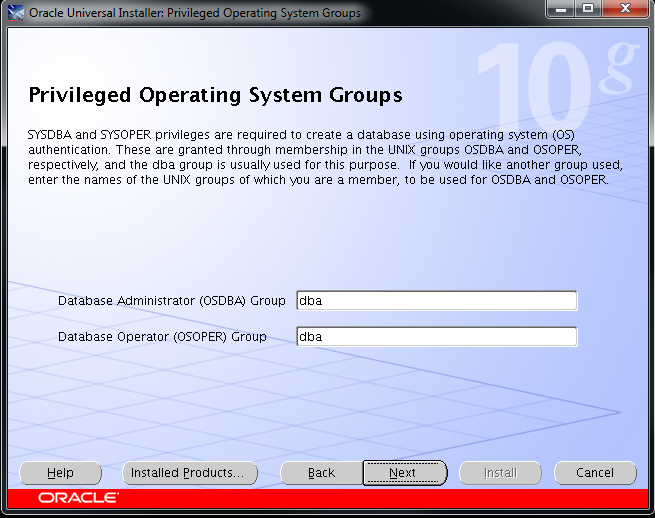 Oracle Universal Installer: Privileged Operating System Groups
10g
Privileged Operating System Groups
SYSDBA and SYSOPER privileges are required to create a database using operating system (OS)
authentication. These are granted through membership in the UNIX groups OSDBA and OSOPER,
respectively, and the dba group is usually used for this purpose. If you would like another group used,
enter the names of the UNIX groups of which you are a member, to be used for OSDBA and OSOPER.
Database Administrator (OSDBA) Group dba
Database Operator (OSOPER) Group dba
Help Installed Products... Back Next Install Cancel
ORACLE